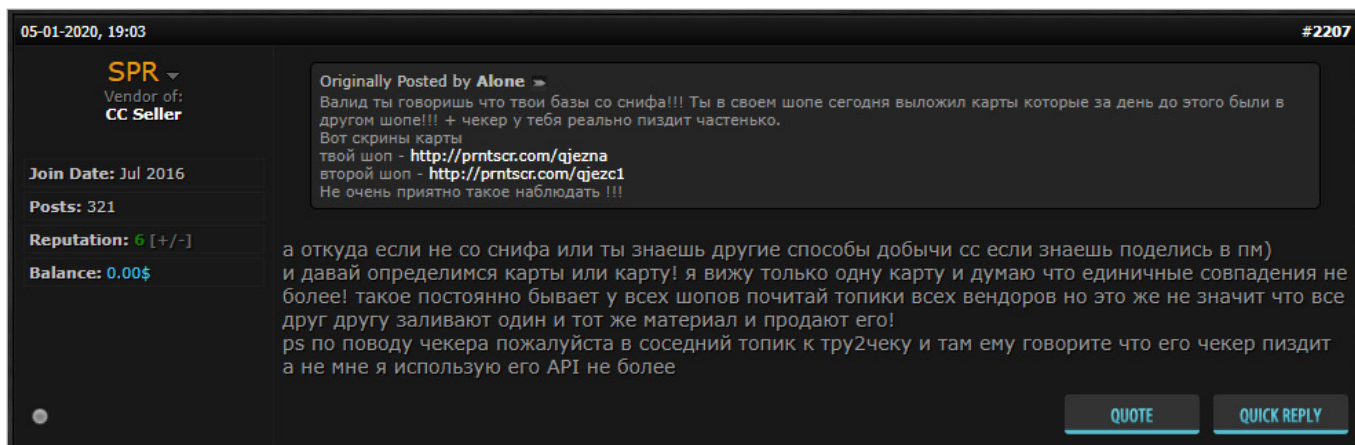 05-01-2020, 19:03
#2207
SPR
Vendor of:
CC Seller
Join Date: Jul 2016
Posts: 321
Reputation: 6 [+/-]
Balance: 0.00$
Originally Posted by Alone
Валид ты говоришь что твои базы со снифа!!! Ты в своем шопе сегодня выложил карты которые за день до этого были в
другом шопе!!! + чекер у тебя реально пиздит частенько.
Вот скрины карты
твой шоп - http://prntscr.com/qjezna
второй шоп - http://prntscr.com/qjezc1
Не очень приятно такое наблюдать !!!
а откуда если не со снифа или ты знаешь другие способы добычи сс если знаешь поделись в пм)
и давай определимся карты или карту! я вижу только одну карту и думаю что единичные совпадения не
более! такое постоянно бывает у всех шопов почитай топики всех вендоров но это же не значит что все
друг другу заливают один и тот же материал и продают его!
ps по поводу чекера пожалуйста в соседний топик к тру2чеку и там ему говорите что его чекер пиздит
а не мне я использую его API не более
QUOTE
QUICK REPLY